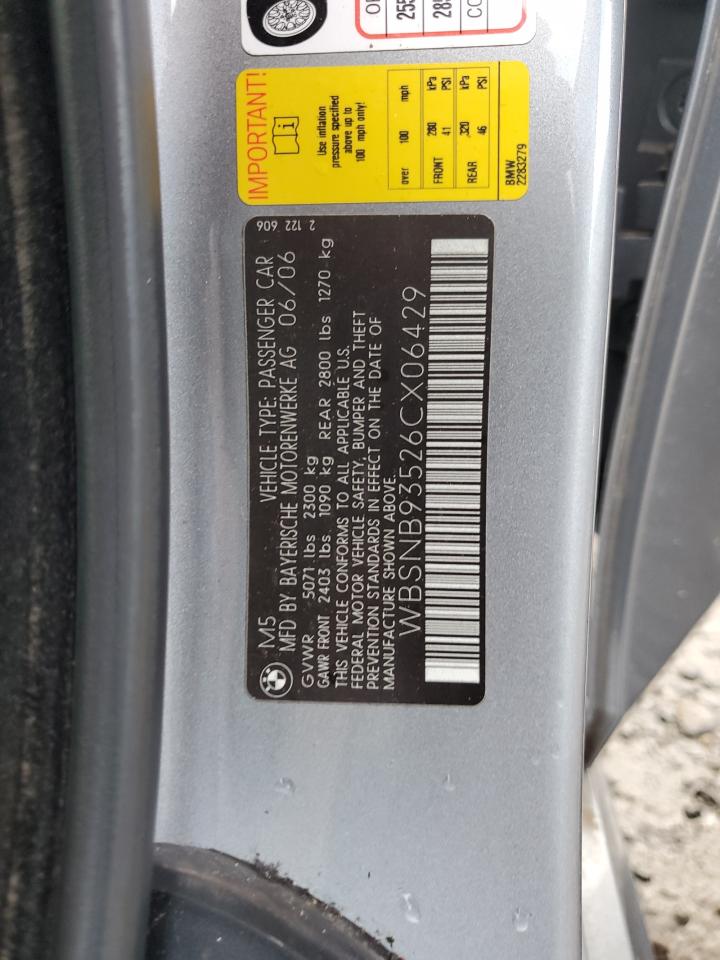 OF
255
285
CO
IMPORTANT!
Use inflation
pressure specified
above up to
100 mph only!
over 100 mph
FRONT 280 kPa
41 PSI
REAR 320 kPa
46 PSI
BMW
2283279
2 122 606
M5 VEHICLE TYPE: PASSENGER CAR
MFD BY BAYERISCHE MOTORENWERKE AG 06/06
GVWR 5071 lbs 2300 kg
GAWR FRONT 2403 lbs. 1090 kg REAR 2800 lbs 1270 kg
THIS VEHICLE CONFORMS TO ALL APPLICABLE U.S.
FEDERAL MOTOR VEHICLE SAFETY, BUMPER AND THEFT
PREVENTION STANDARDS IN EFFECT ON THE DATE OF
MANUFACTURE SHOWN ABOVE.
WBSNB93526CX06429